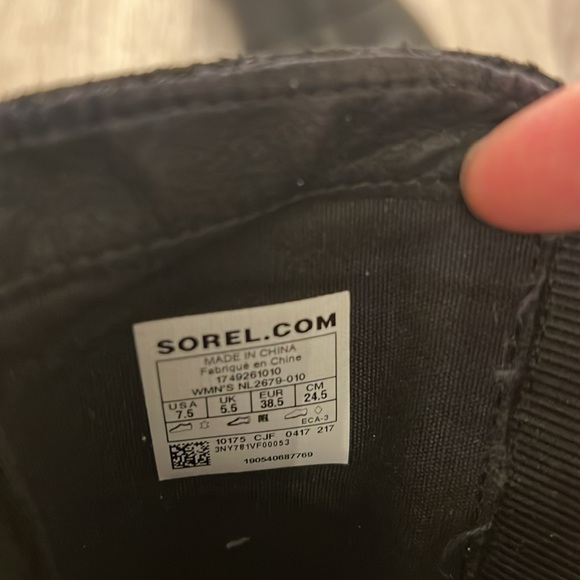 SOREL.COM
MADE IN CHINA
Fabriqué en Chine
1749261010
WMN'S NL2679-010
USA UK EUR CM
7.5 5.5 38.5 24.5
ECA-3
10175 CJF 0417 217
3NY781VF00053
190540687769